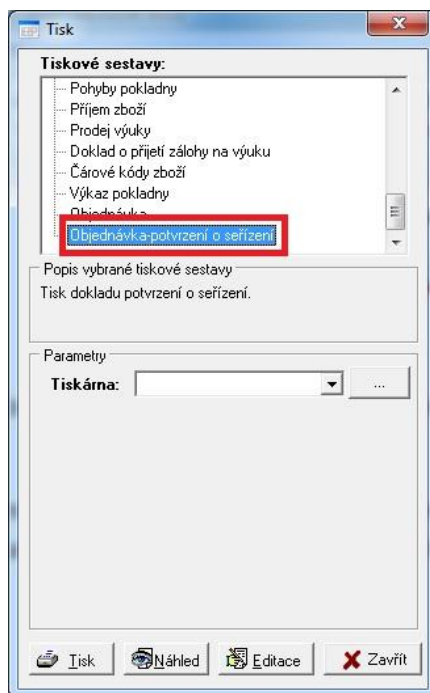 Tisk
Tiskové sestavy:
Pohyby pokladny
Příjem zboží
Prodej výuky
Doklad o přijetí zálohy na výuku
Čárové kódy zboží
Výkaz pokladny
Objednávka
Objednávka-potvrzení o seřízení
Popis vybrané tiskové sestavy
Tisk dokladu potvrzení o seřízení.
Parametry
Tiskárna:
...
Tisk
Náhled
Editace
Zavřít